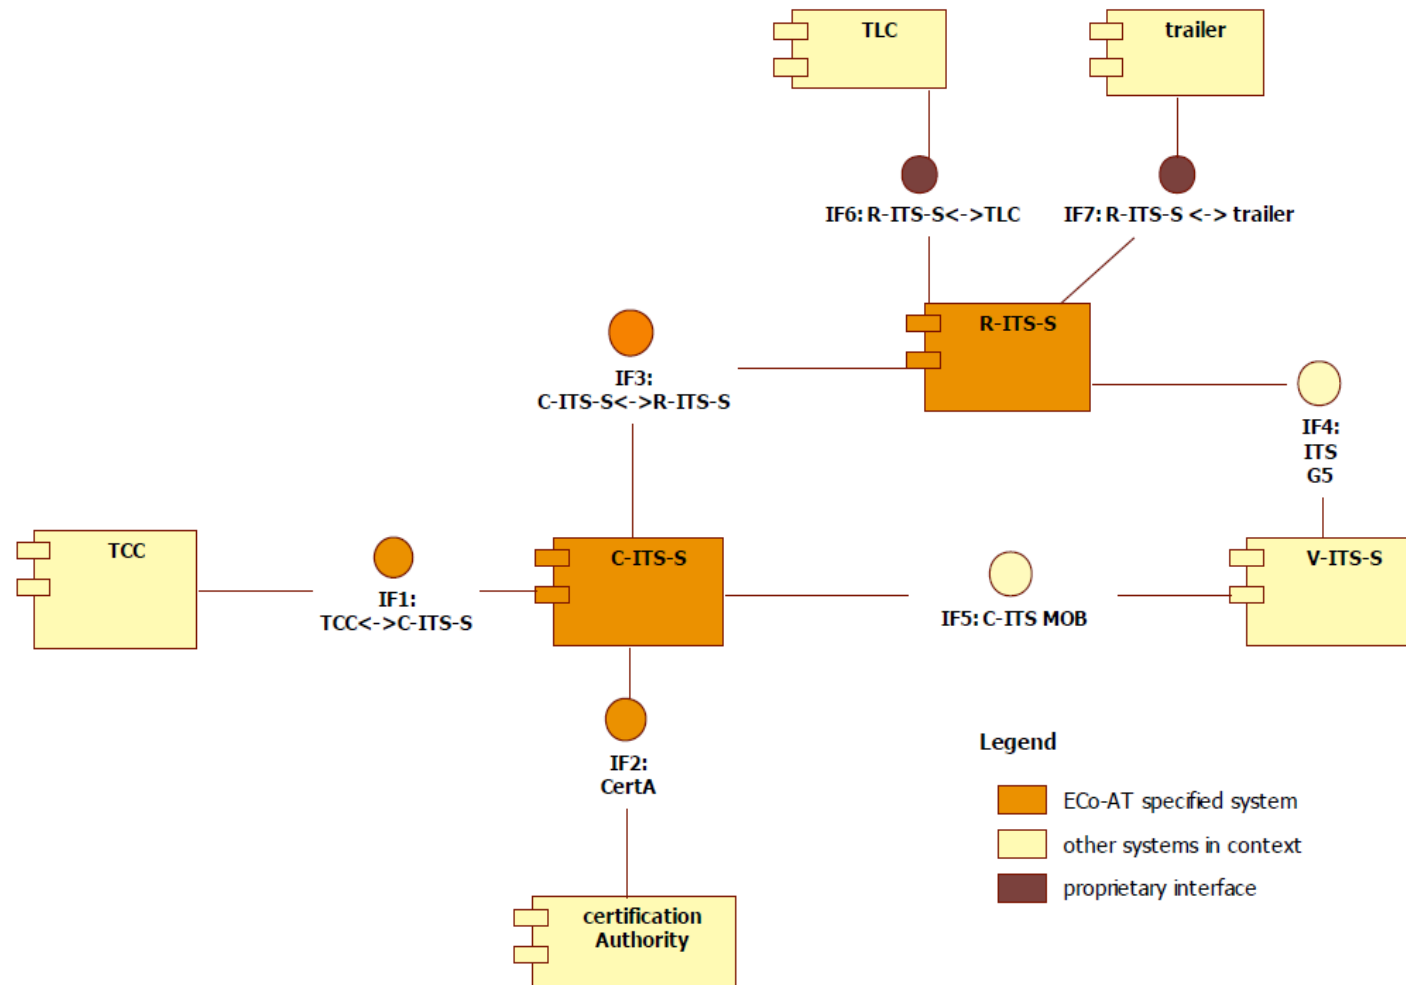 TLC
trailer
IF6: R-ITS-S<->TLC
IF7: R-ITS-S <-> trailer
R-ITS-S
IF3:
C-ITS-S<->R-ITS-S
IF4:
ITS
G5
TCC
C-ITS-S
V-ITS-S
IF1:
TCC<->C-ITS-S
IF5: C-ITS MOB
IF2:
CertA
Legend
ECo-AT specified system
other systems in context
proprietary interface
certification
Authority